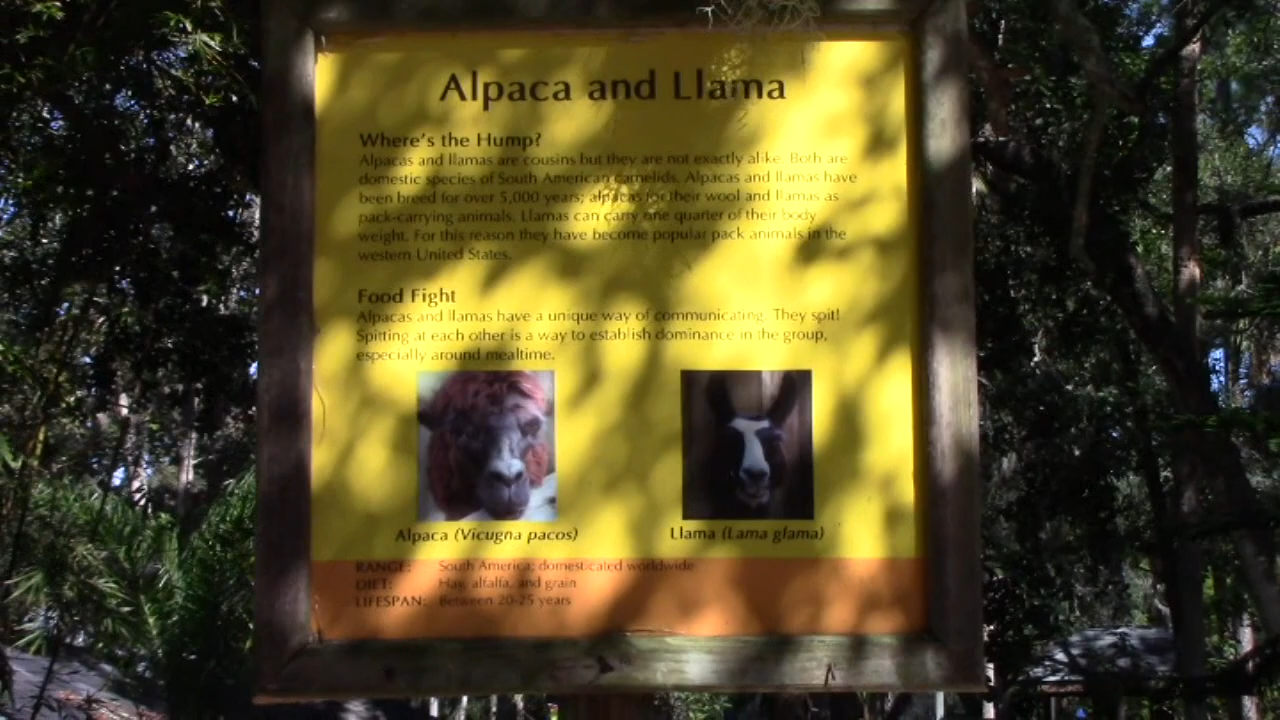 Alpaca and Llama
Where's the Hump?
Alpacas and llamas are cousins but they are not exactly alike. Both are
domestic species of South American camelids. Alpacas and llamas have
been breed for over 5,000 years; alpacas for their wool and llamas as
pack-carrying animals. Llamas can carry one quarter of their body
weight. For this reason they have become popular pack animals in the
western United States.
Food Fight
Alpacas and llamas have a unique way of communicating. They spit!
Spitting at each other is a way to establish dominance in the group,
especially around mealtime.
Alpaca (Vicugna pacos)
Llama (Lama glama)
RANGE: South America; domesticated worldwide
DIET: Hay, alfalfa, and grain
LIFESPAN: Between 20-25 years